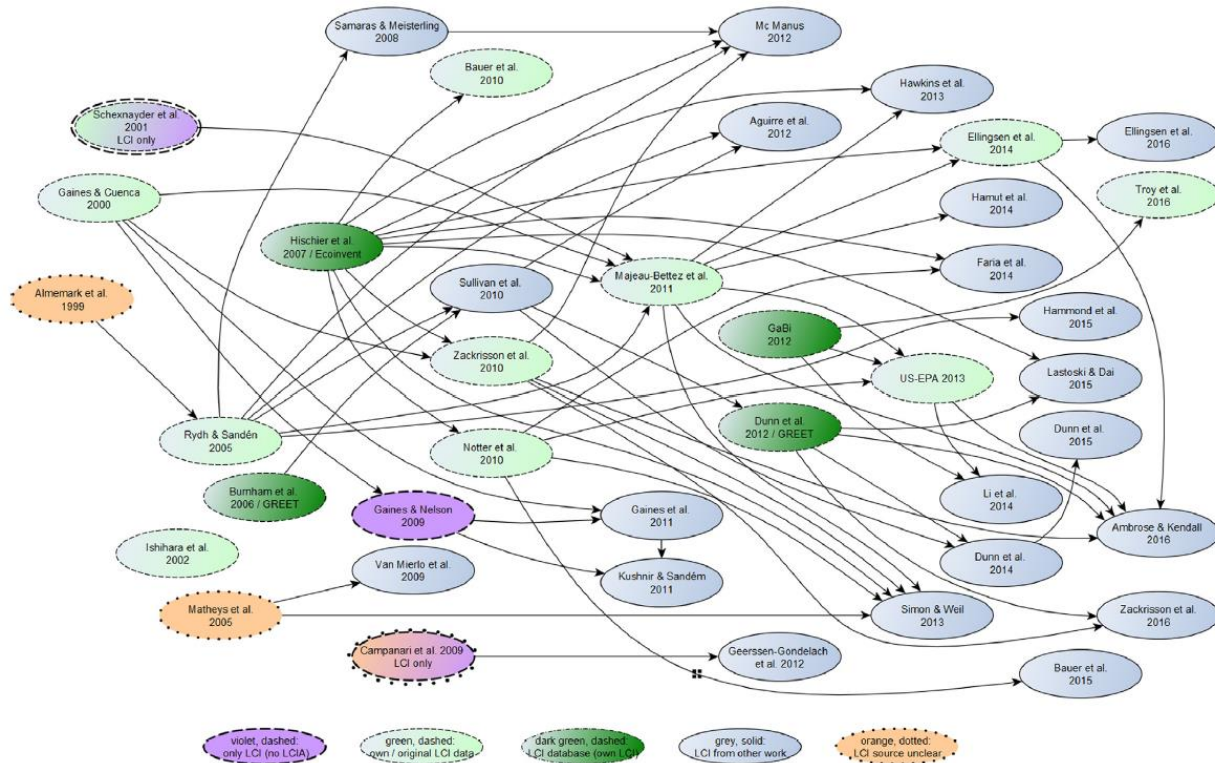 Samaras & Meisterling
2008
Mc Manus
2012
Bauer et al.
2010
Hawkins et al.
2013
Schexnayder et al.
2001
LCI only
Aguirre et al.
2012
Ellingsen et al.
2014
Ellingsen et al.
2016
Gaines & Cuenca
2000
Hamut et al.
2014
Troy et al.
2016
Hischier et al.
2007 / Ecoinvent
Majeau-Bettez et al.
2011
Faria et al.
2014
Almemark et al.
1999
Sullivan et al.
2010
GaBi
2012
Hammond et al.
2015
Zackrisson et al.
2010
US-EPA 2013
Lastoski & Dai
2015
Rydh & Sandén
2005
Notter et al.
2010
Dunn et al.
2012 / GREET
Dunn et al.
2015
Burnham et al.
2006 / GREET
Gaines & Nelson
2009
Gaines et al.
2011
Li et al.
2014
Ambrose & Kendall
2016
Ishihara et al.
2002
Van Mierlo et al.
2009
Kushnir & Sandém
2011
Dunn et al.
2014
Matheys et al.
2005
Simon & Weil
2013
Zackrisson et al.
2016
Campanari et al. 2009
LCI only
Geerssen-Gondelach
et al. 2012
Bauer et al.
2015
violet, dashed:
only LCI (no LCIA)
green, dashed:
own / original LCI data
dark green, dashed:
LCI database (own LCI)
grey, solid:
LCI from other work
orange, dotted:
LCI source unclear